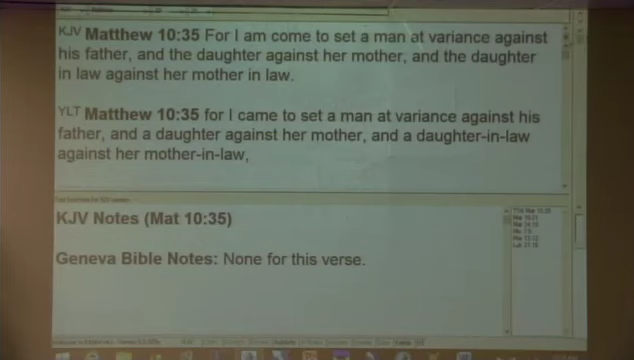 KJV Matthew 10:35 For I am come to set a man at variance against
his father, and the daughter against her mother, and the daughter
in law against her mother in law.
YLT Matthew 10:35 for I came to set a man at variance against his
father, and a daughter against her mother, and a daughter-in-law
against her mother-in-law,
KJV Notes (Mat 10:35)
Geneva Bible Notes: None for this verse.